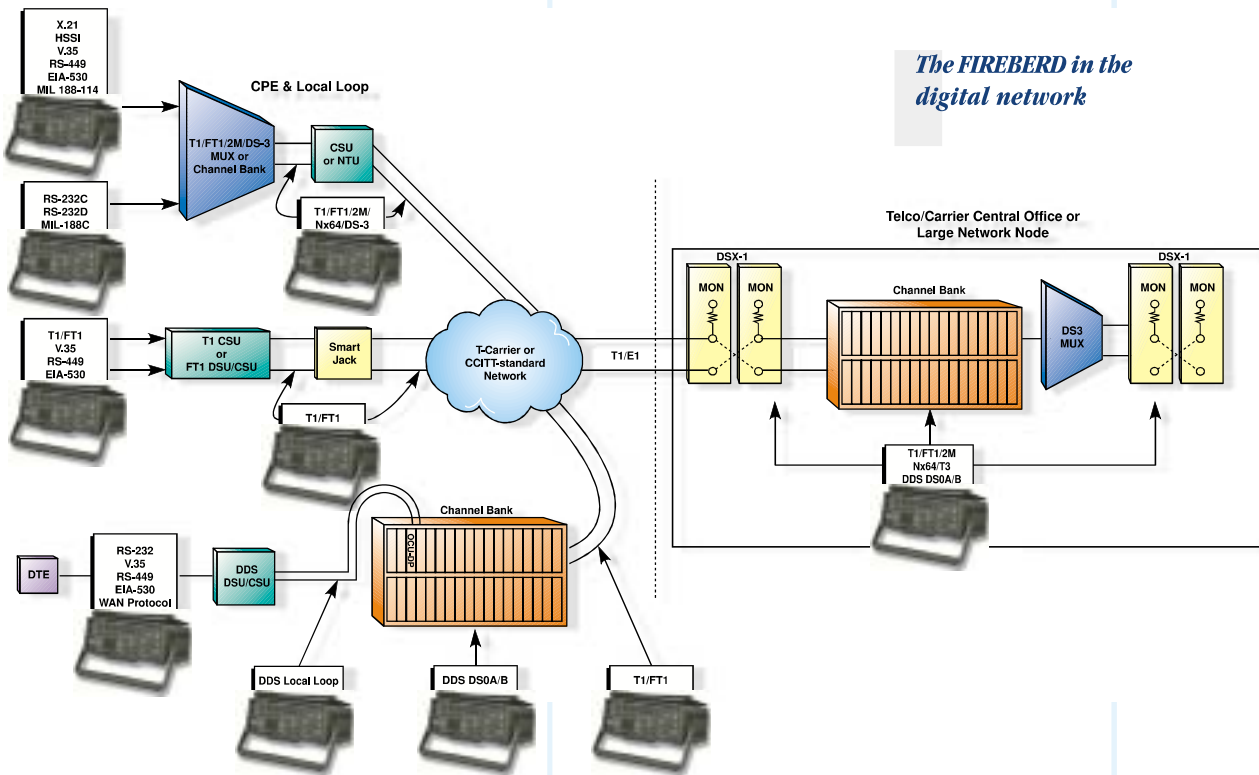 The FIREBERD in the
digital network
X.21
HSSI
V.35
RS-449
EIA-530
MIL 188-114
CPE & Local Loop
T1/FT1/2M/DS-3
MUX or
Channel Bank
CSU
or NTU
RS-232C
RS-232D
MIL-188C
T1/FT1/2M/
Nx64/DS-3
T1/FT1
V.35
RS-449
EIA-530
T1 CSU
or
FT1 DSU/CSU
Smart
Jack
T1/FT1
T-Carrier or
CCITT-standard
Network
T1/E1
Telco/Carrier Central Office or
Large Network Node
DSX-1
MON
MON
Channel Bank
DS3
MUX
DSX-1
MON
MON
T1/FT1/2M
Nx64/T3
DDS DS0A/B
DTE
RS-232
V.35
RS-449
EIA-530
WAN Protocol
DDS
DSU/CSU
Channel Bank
OCU-DP
DDS Local Loop
DDS DS0A/B
T1/FT1